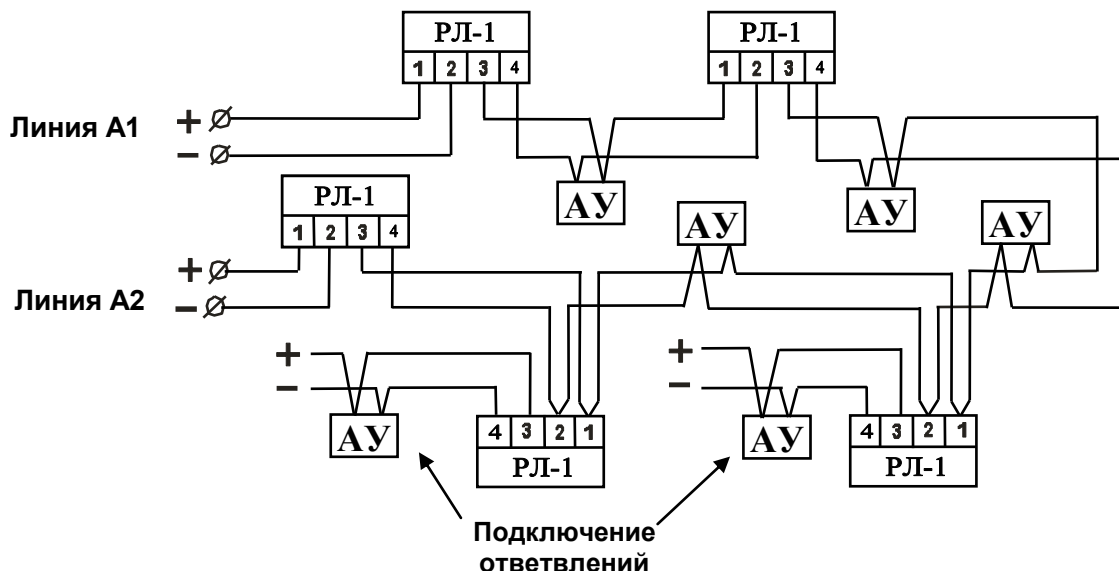 РЛ-1
1 2 3 4
РЛ-1
1 2 3 4
Линия А1
+
–
АУ
АУ
РЛ-1
1 2 3 4
АУ
АУ
Линия А2
+
–
+
–
АУ
4 3 2 1
РЛ-1
+
–
АУ
4 3 2 1
РЛ-1
Подключение
ответвлений